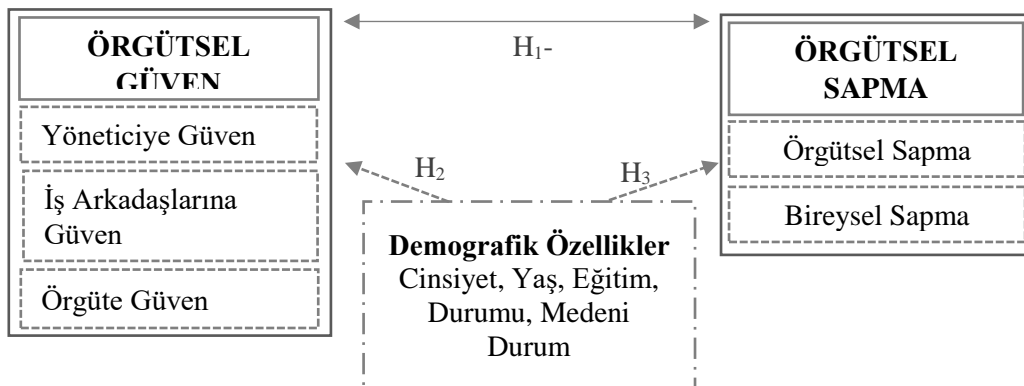 ÖRGÜTSEL
GÜVEN
Yöneticiye Güven
İş Arkadaşlarına
Güven
Örgüte Güven
H₁-
H₂
H₃
Demografik Özellikler
Cinsiyet, Yaş, Eğitim,
Durumu, Medeni
Durum
ÖRGÜTSEL
SAPMA
Örgütsel Sapma
Bireysel Sapma